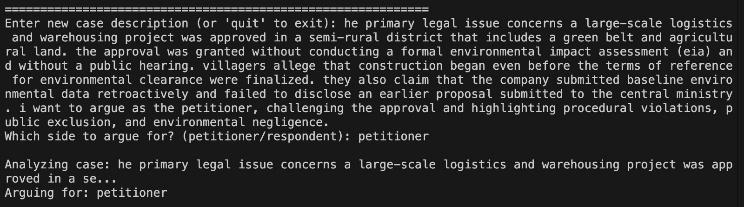 =============================================================
Enter new case description (or 'quit' to exit): he primary legal issue concerns a large-scale logistics
 and warehousing project was approved in a semi-rural district that includes a green belt and agricultu
ral land. the approval was granted without conducting a formal environmental impact assessment (eia) an
d without a public hearing. villagers allege that construction began even before the terms of reference
 for environmental clearance were finalized. they also claim that the company submitted baseline enviro
nmental data retroactively and failed to disclose an earlier proposal submitted to the central ministry
. i want to argue as the petitioner, challenging the approval and highlighting procedural violations, p
ublic exclusion, and environmental negligence.
Which side to argue for? (petitioner/respondent): petitioner

Analyzing case: he primary legal issue concerns a large-scale logistics and warehousing project was app
roved in a se...
Arguing for: petitioner